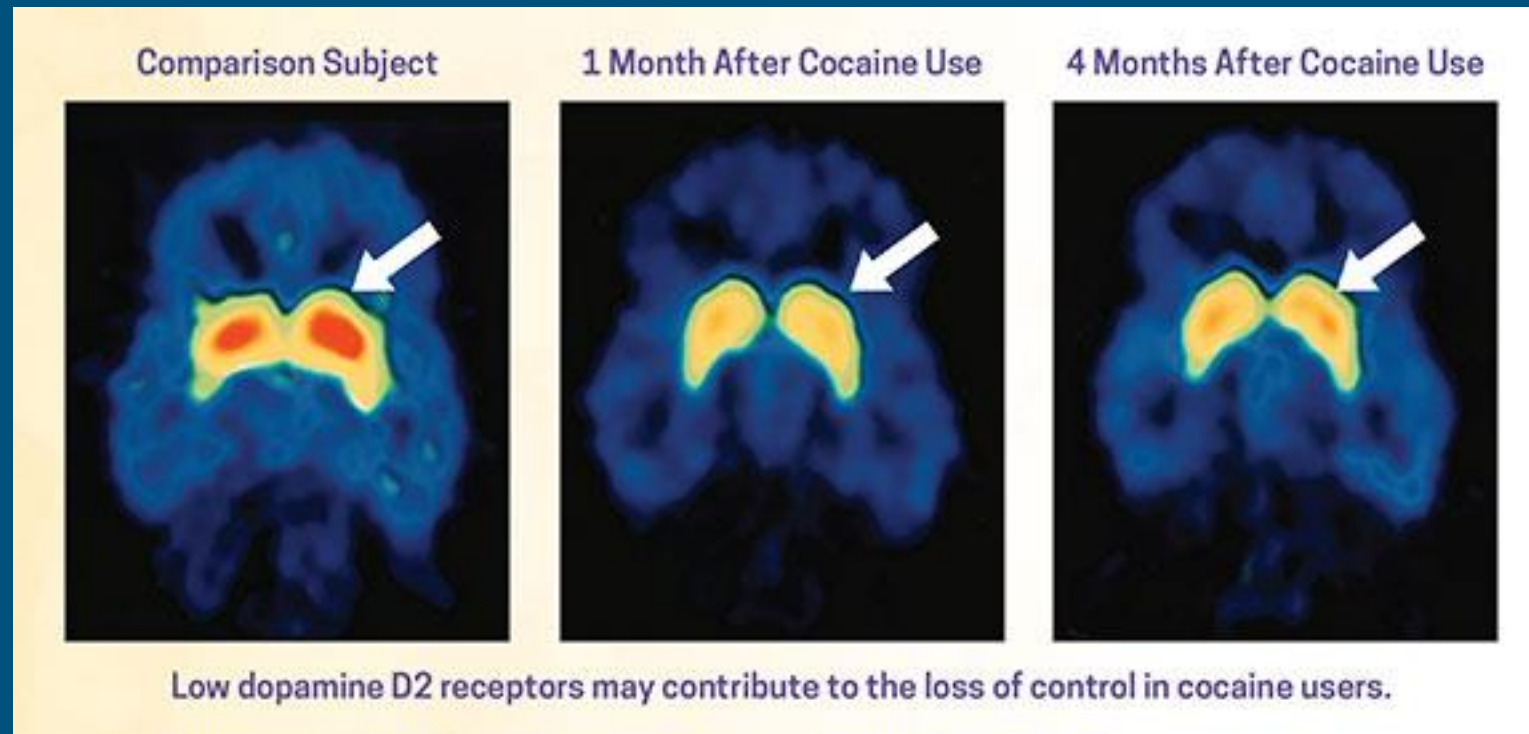 Comparison Subject
1 Month After Cocaine Use
4 Months After Cocaine Use
Low dopamine D2 receptors may contribute to the loss of control in cocaine users.